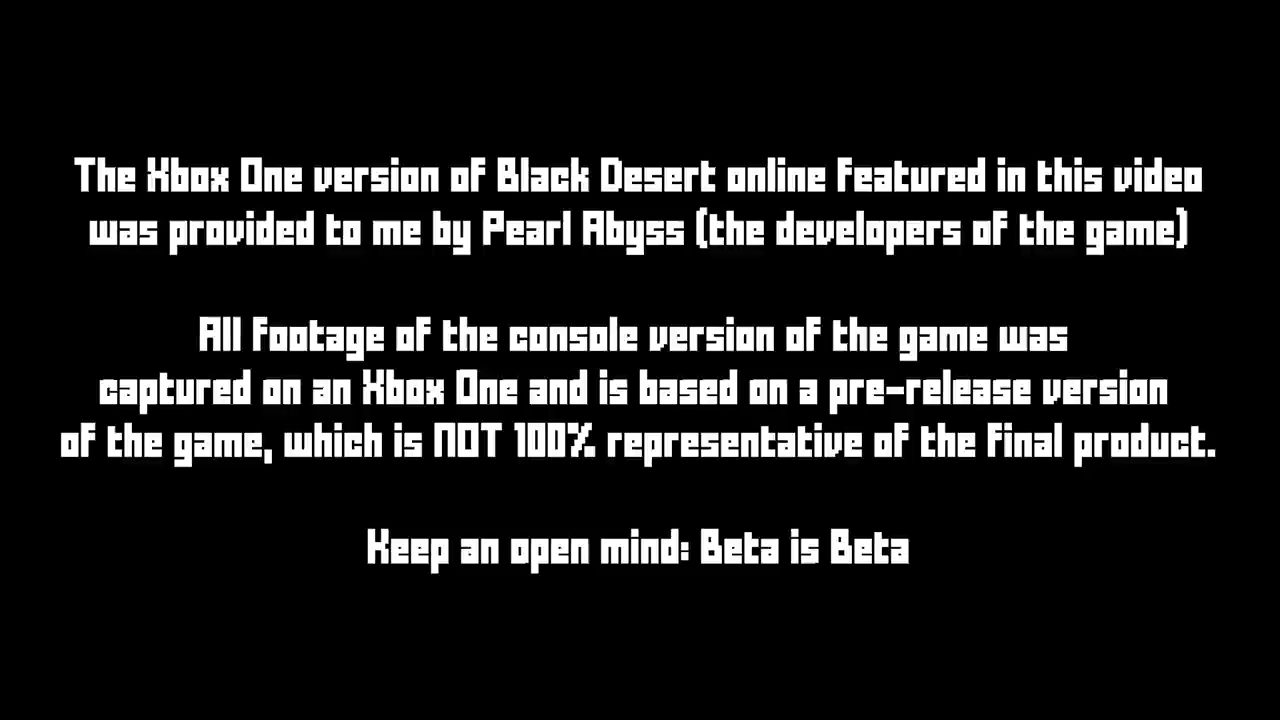 The Xbox One version of Black Desert online featured in this video
was provided to me by Pearl Abyss (the developers of the game)
All footage of the console version of the game was
captured on an Xbox One and is based on a pre-release version
of the game, which is NOT 100% representative of the final product.
Keep an open mind: Beta is Beta